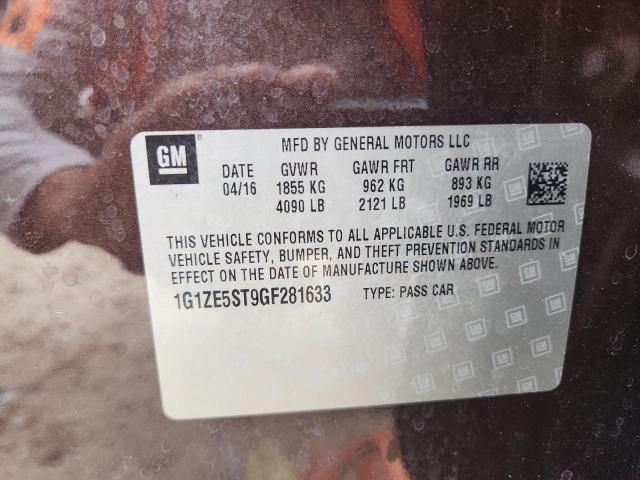 GM
MFD BY GENERAL MOTORS LLC
DATE GVWR GAWR FRT GAWR RR
04/16 1855 KG 962 KG 893 KG
4090 LB 2121 LB 1969 LB
THIS VEHICLE CONFORMS TO ALL APPLICABLE U.S. FEDERAL MOTOR
VEHICLE SAFETY, BUMPER, AND THEFT PREVENTION STANDARDS IN
EFFECT ON THE DATE OF MANUFACTURE SHOWN ABOVE.
1G1ZE5ST9GF281633 TYPE: PASS CAR